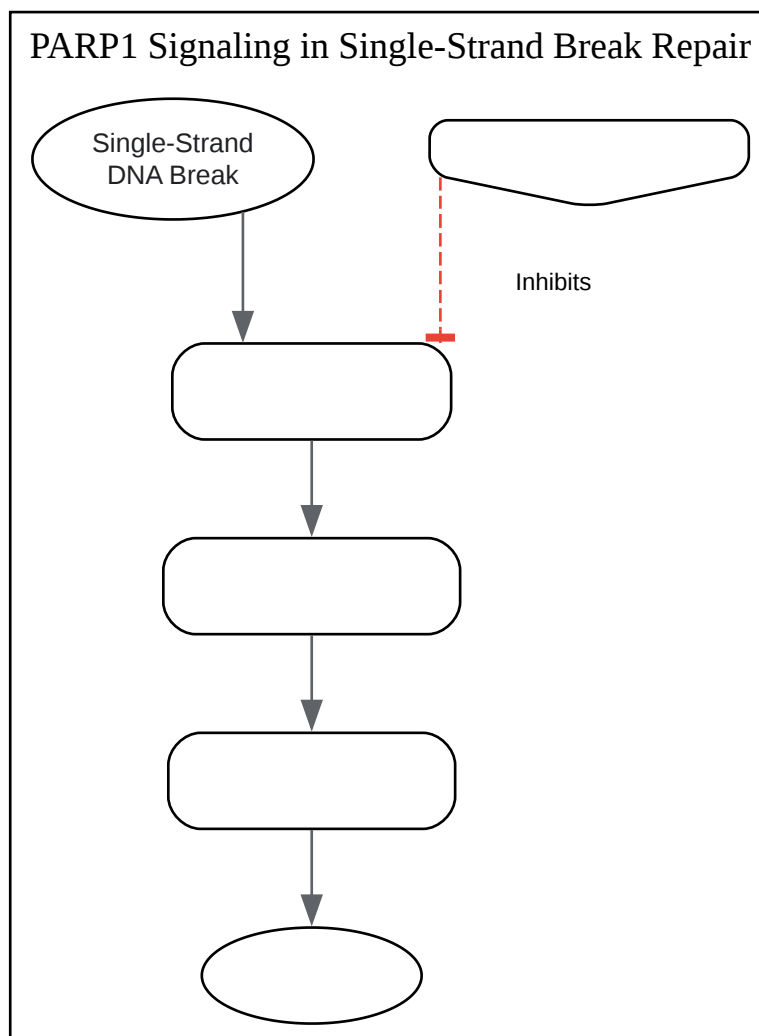 PARP1 Signaling in Single-Strand Break Repair
Single-Strand
DNA Break
Inhibits